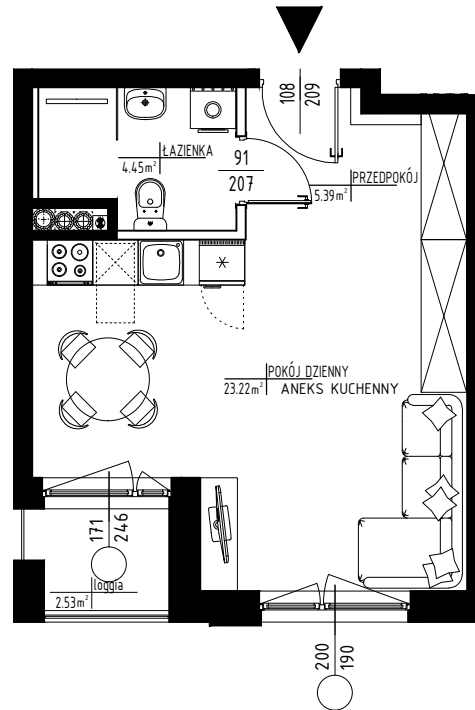 108
209
ŁAZIENKA
4.45m²
91
207
PRZEDPOKÓJ
5.39m²
POKÓJ DZIENNY
23.22m² ANEKS KUCHENNY
171
246
loggia
2.53m²
200
190